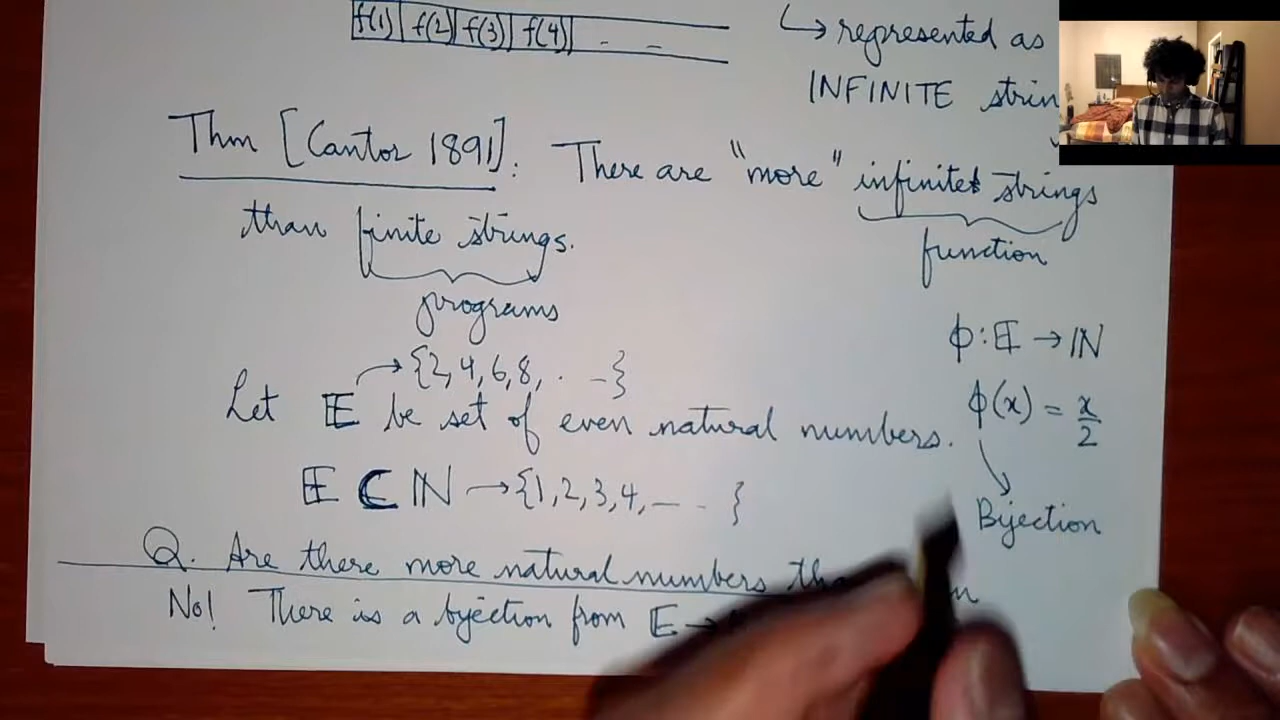 f(1) f(2) f(3) f(4) - -
↳ represented as
INFINITE strin
Thm [Cantor 1891]: There are "more" infinite strings
than finite strings.
function
programs
→ {2, 4, 6, 8, . . -}
ϕ: 𝔼 → ℕ
Let 𝔼 be set of even natural numbers.
ϕ(x) = x/2
𝔼 ⊂ ℕ → {1, 2, 3, 4, — - - }
Bijection
Q. Are there more natural numbers
No! There is a bijection from 𝔼 →